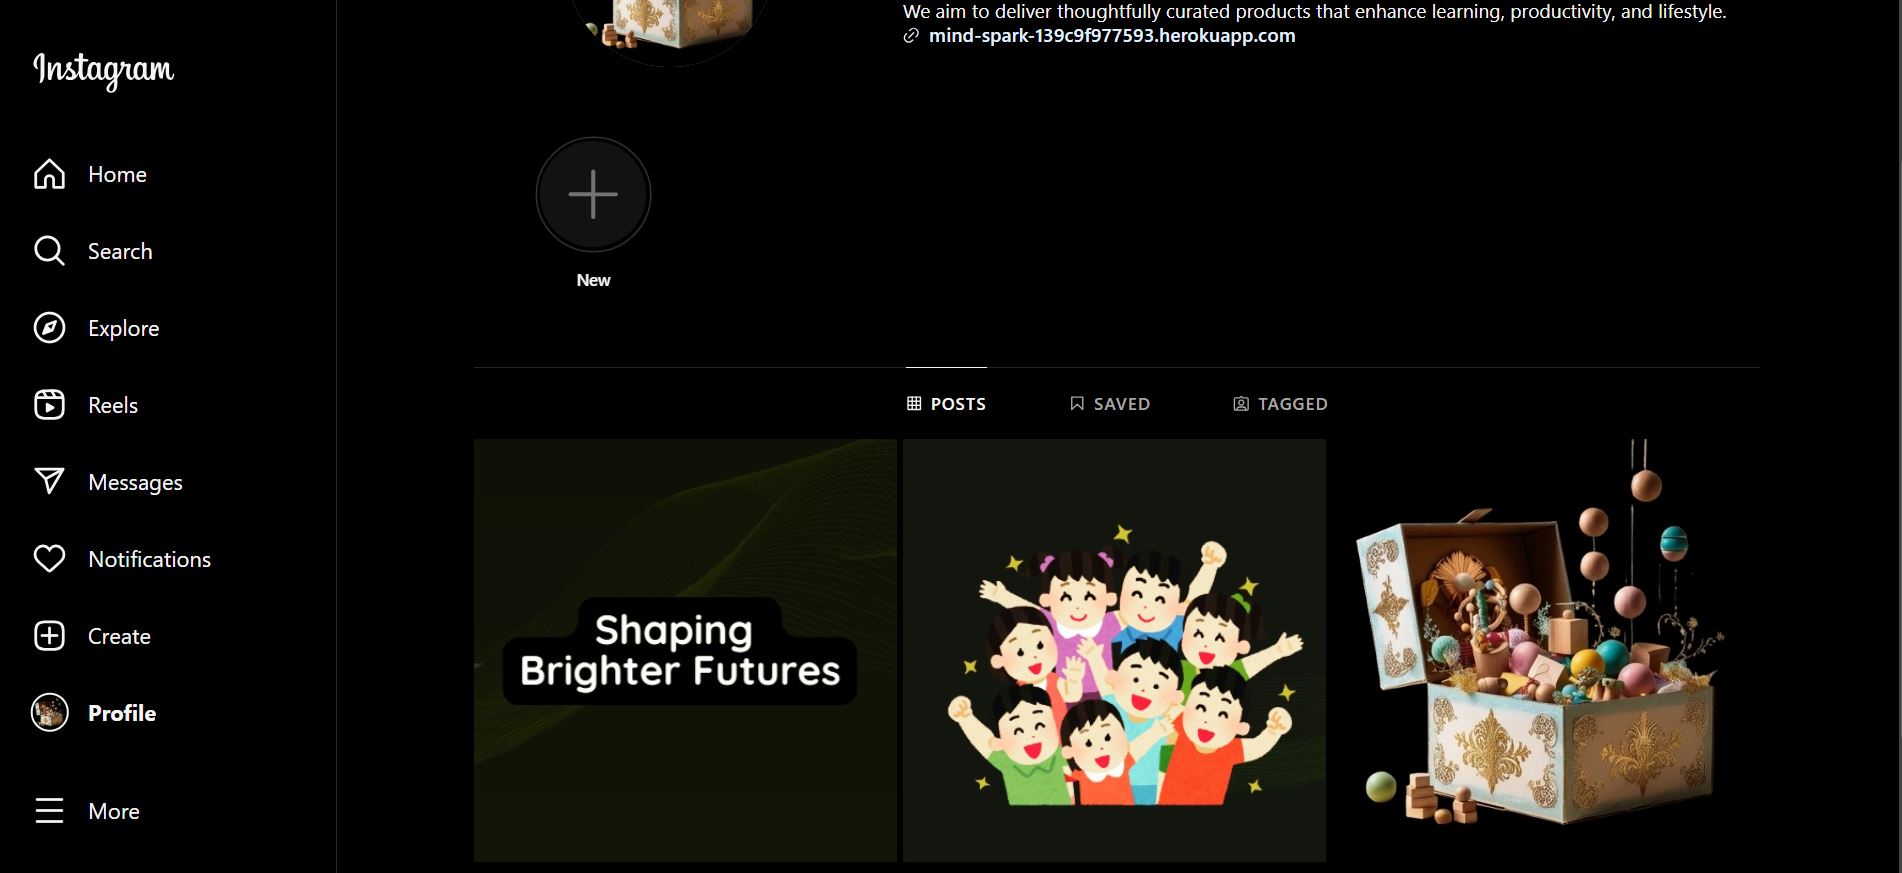 Instagram
Home
Search
Explore
Reels
Messages
Notifications
Create
Profile
More
We aim to deliver thoughtfully curated products that enhance learning, productivity, and lifestyle.
mind-spark-139c9f977593.herokuapp.com
New
POSTS
SAVED
TAGGED
Shaping
Brighter Futures